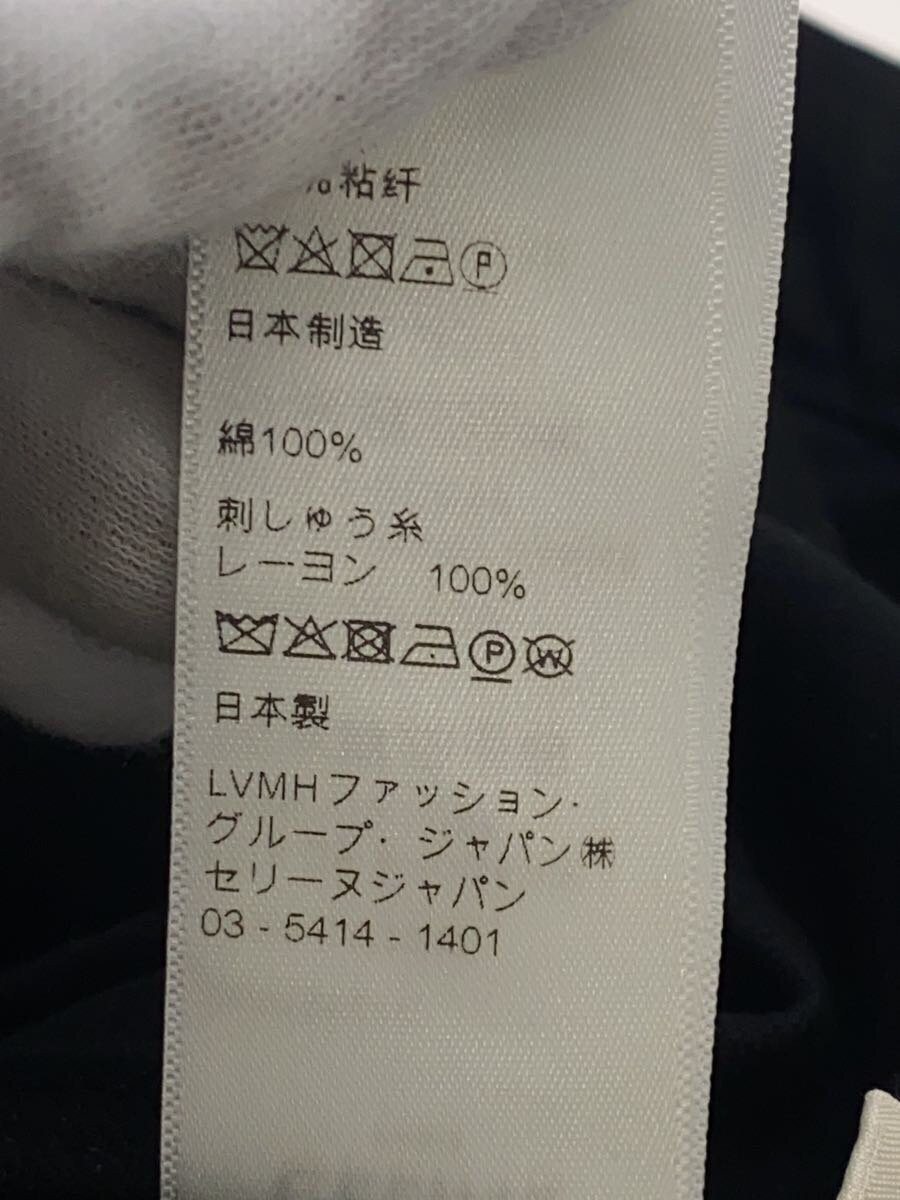 %粘纤
日本制造
綿100%
刺しゅう糸
レーヨン 100%
日本製
LVMHファッション・
グループ・ジャパン㈱
セリーヌジャパン
03 - 5414 - 1401